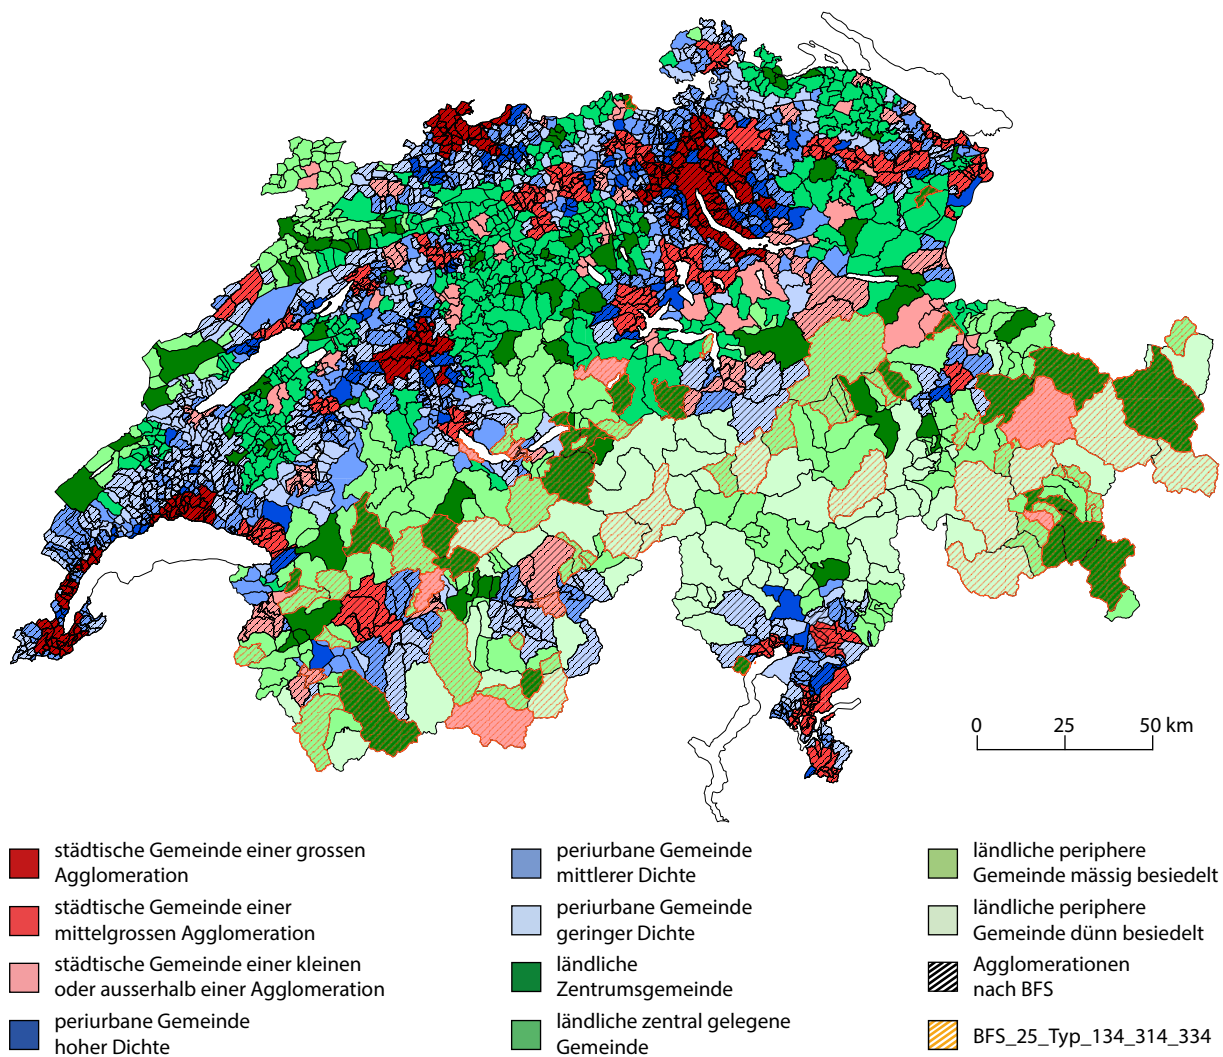 0 25 50 km
städtische Gemeinde einer grossen
Agglomeration
städtische Gemeinde einer
mittelgrossen Agglomeration
städtische Gemeinde einer kleinen
oder ausserhalb einer Agglomeration
periurbane Gemeinde
hoher Dichte
periurbane Gemeinde
mittlerer Dichte
periurbane Gemeinde
geringer Dichte
ländliche
Zentrumsgemeinde
ländliche zentral gelegene
Gemeinde
ländliche periphere
Gemeinde mässig besiedelt
ländliche periphere
Gemeinde dünn besiedelt
Agglomerationen
nach BFS
BFS_25_Typ_134_314_334